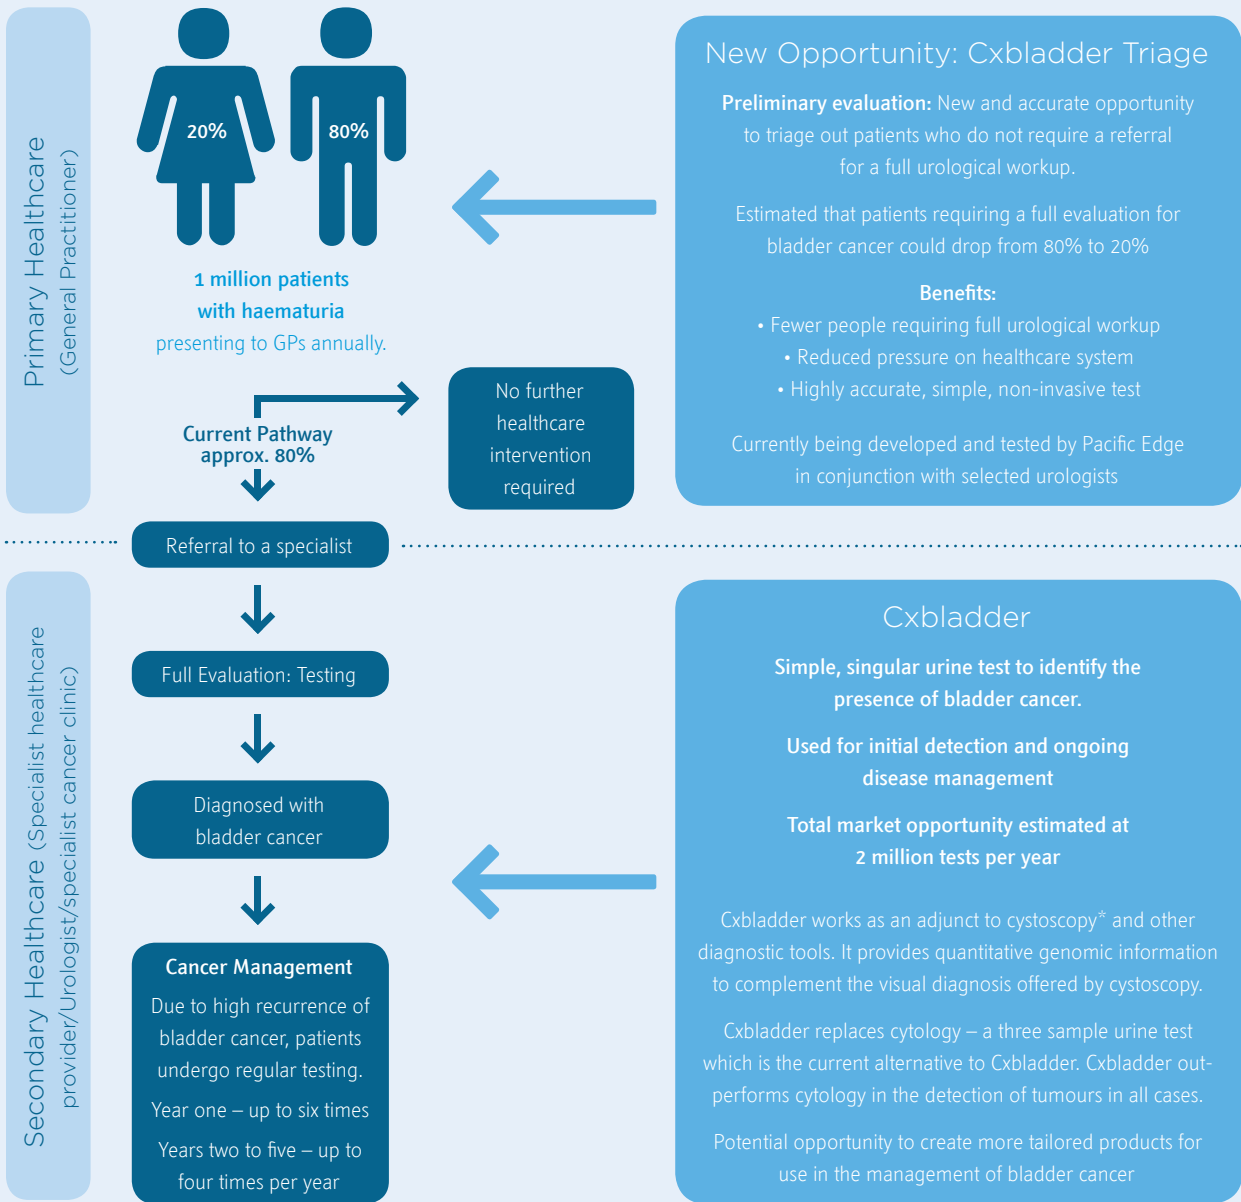 Primary Healthcare
(General Practitioner)
20%
80%
1 million patients
with haematuria
presenting to GPs annually.
Current Pathway
approx. 80%
No further
healthcare
intervention
required
New Opportunity: Cxbladder Triage
Preliminary evaluation: New and accurate opportunity
to triage out patients who do not require a referral
for a full urological workup.
Estimated that patients requiring a full evaluation for
bladder cancer could drop from 80% to 20%
Benefits:
• Fewer people requiring full urological workup
• Reduced pressure on healthcare system
• Highly accurate, simple, non-invasive test
Currently being developed and tested by Pacific Edge
in conjunction with selected urologists
Referral to a specialist
Secondary Healthcare (Specialist healthcare
provider/Urologist/specialist cancer clinic)
Full Evaluation: Testing
Diagnosed with
bladder cancer
Cancer Management
Due to high recurrence of
bladder cancer, patients
undergo regular testing.
Year one – up to six times
Years two to five – up to
four times per year
Cxbladder
Simple, singular urine test to identify the
presence of bladder cancer.
Used for initial detection and ongoing
disease management
Total market opportunity estimated at
2 million tests per year
Cxbladder works as an adjunct to cystoscopy* and other
diagnostic tools. It provides quantitative genomic information
to complement the visual diagnosis offered by cystoscopy.
Cxbladder replaces cytology – a three sample urine test
which is the current alternative to Cxbladder. Cxbladder out-
performs cytology in the detection of tumours in all cases.
Potential opportunity to create more tailored products for
use in the management of bladder cancer